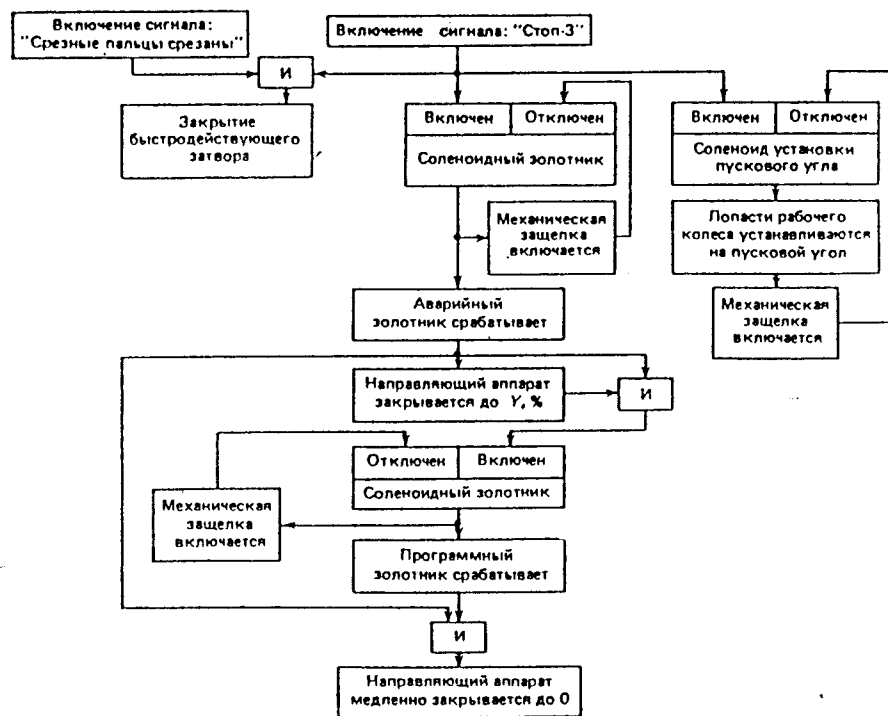 Включение сигнала:
"Срезные пальцы срезаны"
Включение сигнала: "Стоп-3"
И
Закрытие
быстродействующего
затвора
Включен
Отключен
Соленоидный золотник
Включен
Отключен
Соленоид установки
пускового угла
Механическая
защелка
включается
Лопасти рабочего
колеса устанавливаются
на пусковой угол
Аварийный
золотник срабатывает
Механическая
защелка
включается
Направляющий аппарат
закрывается до Y, %
И
Отключен
Включен
Соленоидный золотник
Механическая
защелка
включается
Программный
золотник срабатывает
И
Направляющий аппарат
медленно закрывается до 0